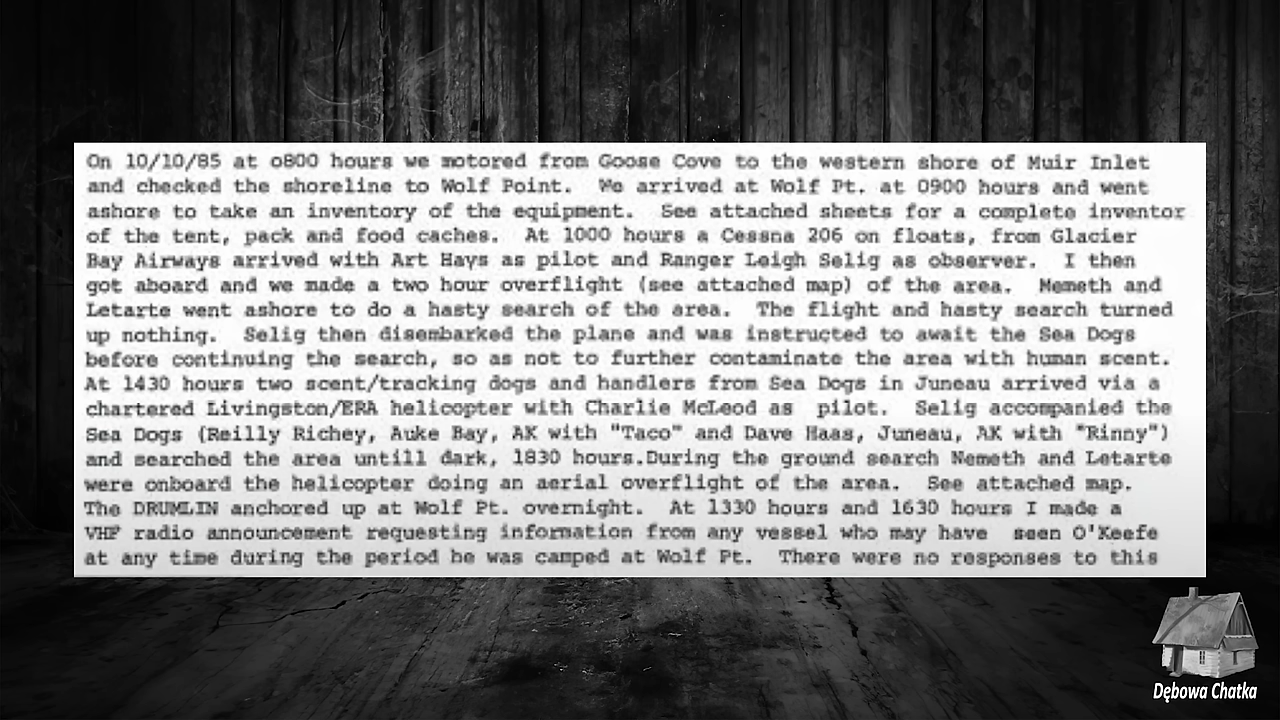 On 10/10/85 at o800 hours we motored from Goose Cove to the western shore of Muir Inlet
and checked the shoreline to Wolf Point. We arrived at Wolf Pt. at 0900 hours and went
ashore to take an inventory of the equipment. See attached sheets for a complete inventor
of the tent, pack and food caches. At 1000 hours a Cessna 206 on floats, from Glacier
Bay Airways arrived with Art Hays as pilot and Ranger Leigh Selig as observer. I then
got aboard and we made a two hour overflight (see attached map) of the area. Nemeth and
Letarte went ashore to do a hasty search of the area. The flight and hasty search turned
up nothing. Selig then disembarked the plane and was instructed to await the Sea Dogs
before continuing the search, so as not to further contaminate the area with human scent.
At 1430 hours two scent/tracking dogs and handlers from Sea Dogs in Juneau arrived via a
chartered Livingston/ERA helicopter with Charlie McLeod as pilot. Selig accompanied the
Sea Dogs (Reilly Richey, Auke Bay, AK with "Taco" and Dave Haas, Juneau, AK with "Rinny")
and searched the area untill dark, 1830 hours.During the ground search Nemeth and Letarte
were onboard the helicopter doing an aerial overflight of the area. See attached map.
The DRUMLIN anchored up at Wolf Pt. overnight. At 1330 hours and 1630 hours I made a
VHF radio announcement requesting information from any vessel who may have seen O'Keefe
at any time during the period he was camped at Wolf Pt. There were no responses to this
Dębowa Chatka